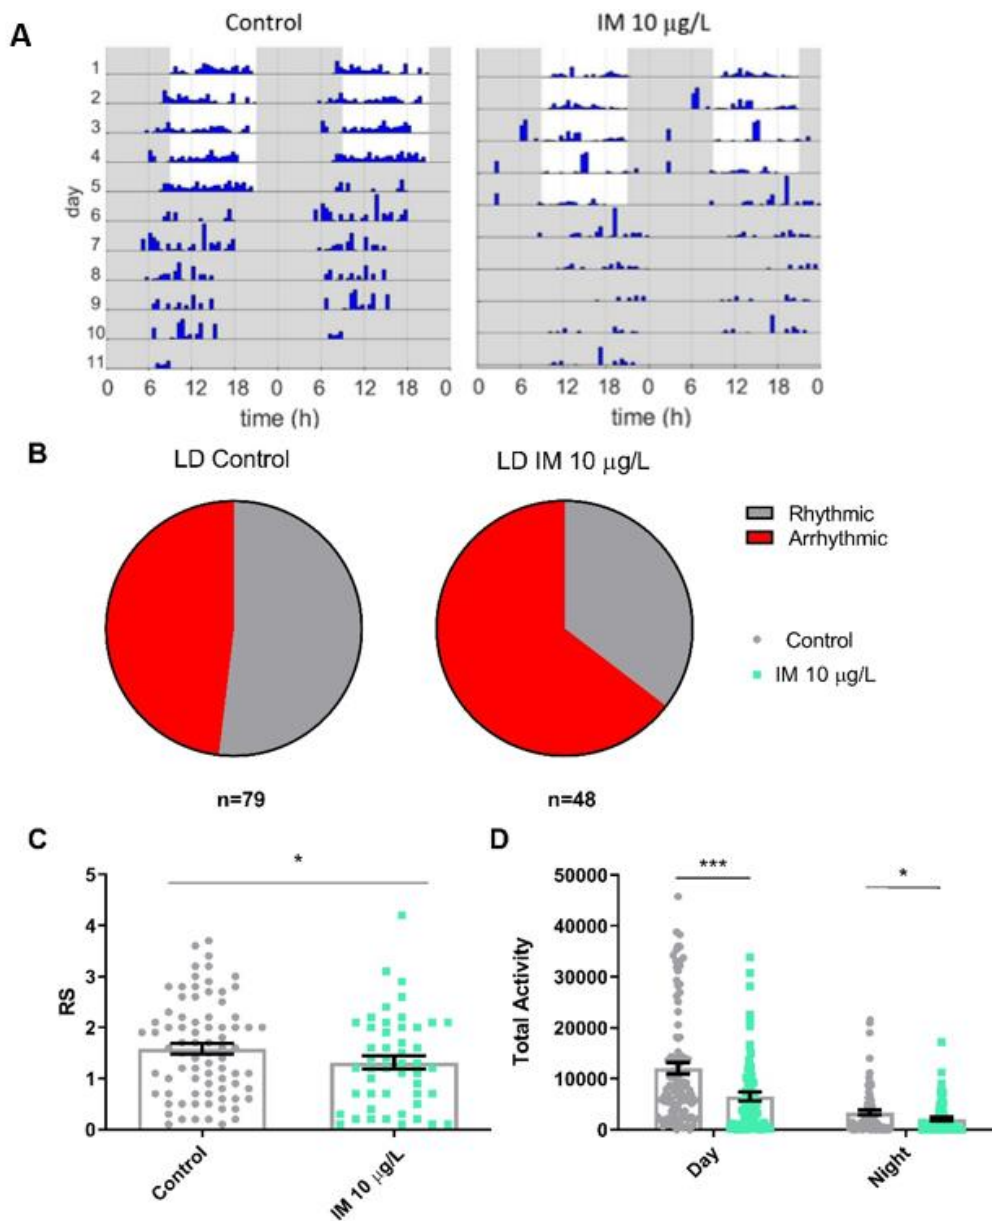 A
Control
IM 10 µg/L
day
1
2
3
4
5
6
7
8
9
10
11
0 6 12 18 0 6 12 18 0
0 6 12 18 0 6 12 18 0
time (h)
time (h)
B
LD Control
LD IM 10 µg/L
Rhythmic
Arrhythmic
Control
IM 10 µg/L
n=79
n=48
C
*
RS
5
4
3
2
1
0
Control
IM 10 µg/L
D
***
*
Total Activity
50000
40000
30000
20000
10000
0
Day
Night